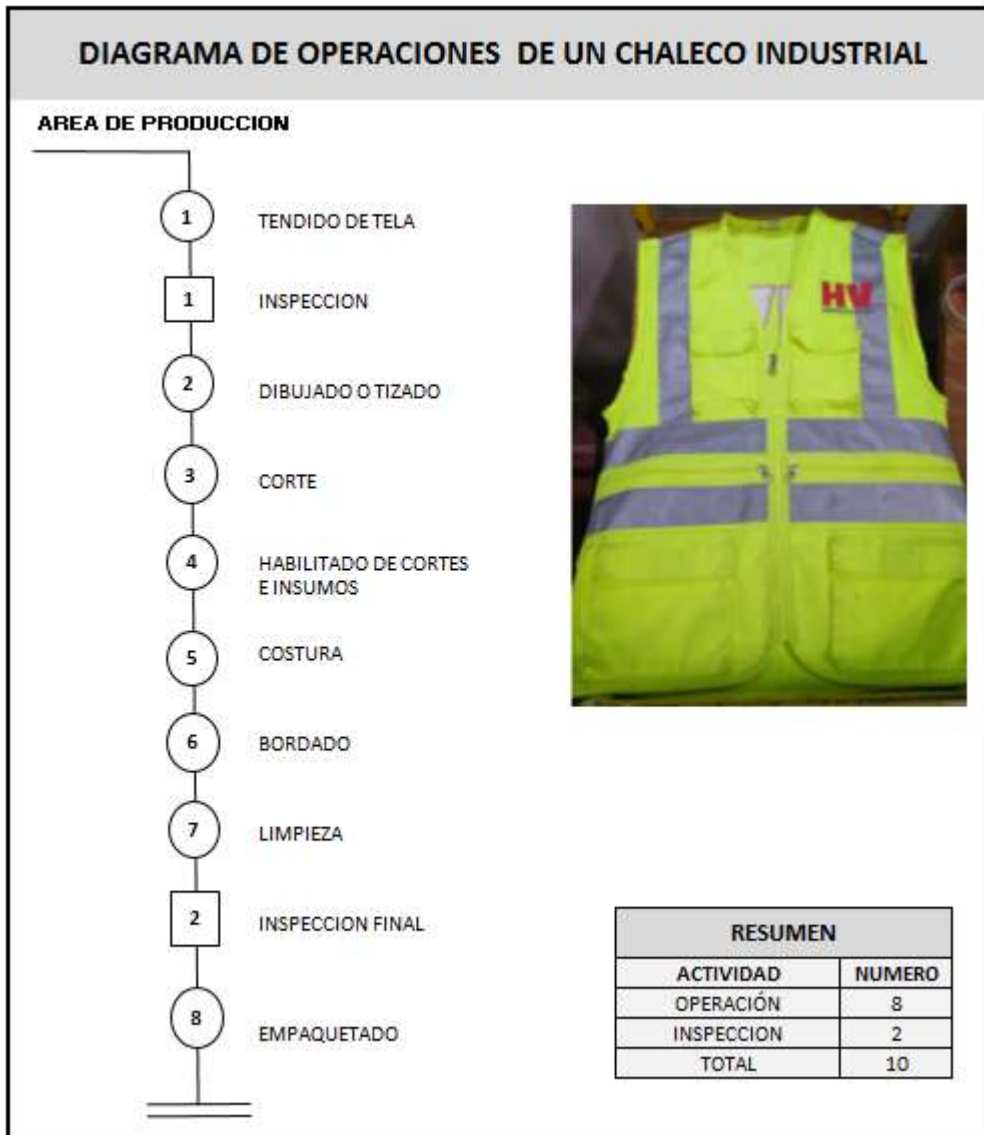 DIAGRAMA DE OPERACIONES DE UN CHALECO INDUSTRIAL
AREA DE PRODUCCION
1 TENDIDO DE TELA
1 INSPECCION
2 DIBUJADO O TIZADO
3 CORTE
4 HABILITADO DE CORTES
E INSUMOS
5 COSTURA
6 BORDADO
7 LIMPIEZA
2 INSPECCION FINAL
8 EMPAQUETADO
HV
RESUMEN
ACTIVIDAD NUMERO
OPERACIÓN 8
INSPECCION 2
TOTAL 10